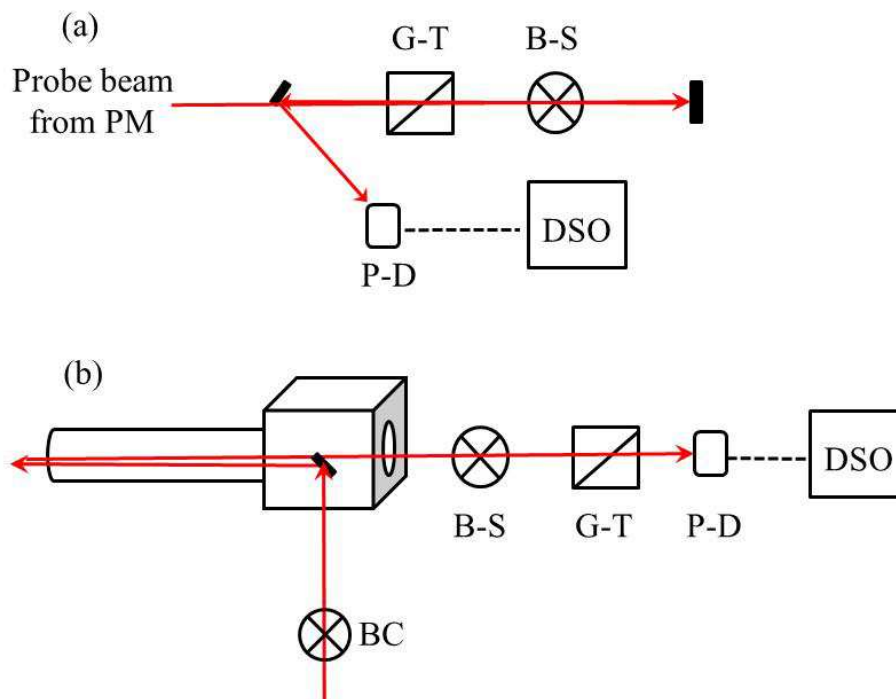 (a)
G-T
B-S
Probe beam
from PM
DSO
P-D
(b)
DSO
B-S
G-T
P-D
BC